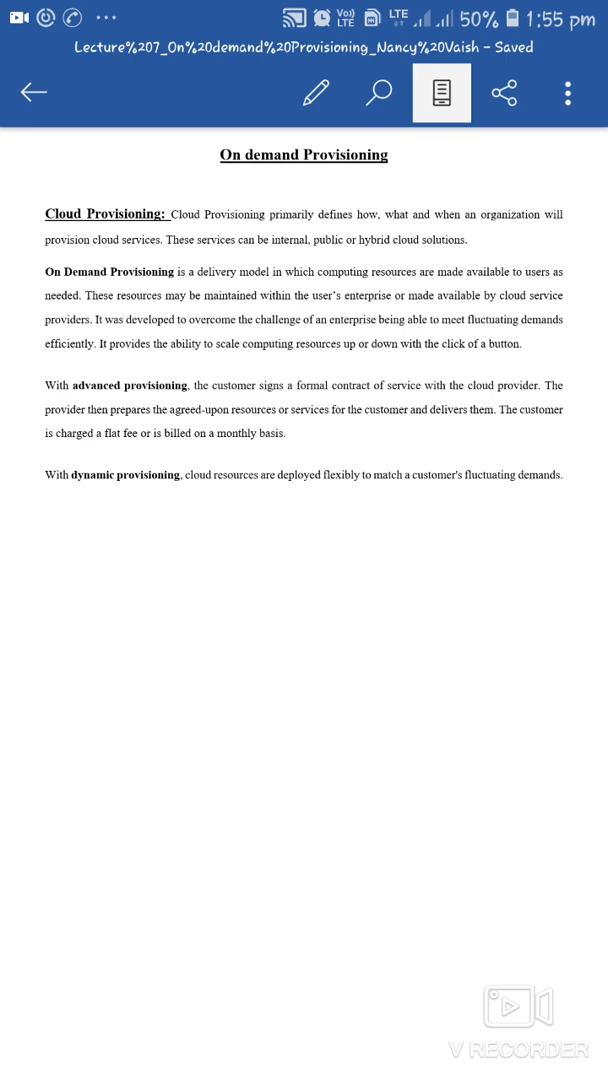 Vo) LTE
LTE
50%
1:55 pm
Lecture%207_On%20demand%20Provisioning_Nancy%20Vaish – Saved
On demand Provisioning
Cloud Provisioning: Cloud Provisioning primarily defines how, what and when an organization will
provision cloud services. These services can be internal, public or hybrid cloud solutions.
On Demand Provisioning is a delivery model in which computing resources are made available to users as
needed. These resources may be maintained within the user’s enterprise or made available by cloud service
providers. It was developed to overcome the challenge of an enterprise being able to meet fluctuating demands
efficiently. It provides the ability to scale computing resources up or down with the click of a button.
With advanced provisioning, the customer signs a formal contract of service with the cloud provider. The
provider then prepares the agreed-upon resources or services for the customer and delivers them. The customer
is charged a flat fee or is billed on a monthly basis.
With dynamic provisioning, cloud resources are deployed flexibly to match a customer's fluctuating demands.
V RECORDER